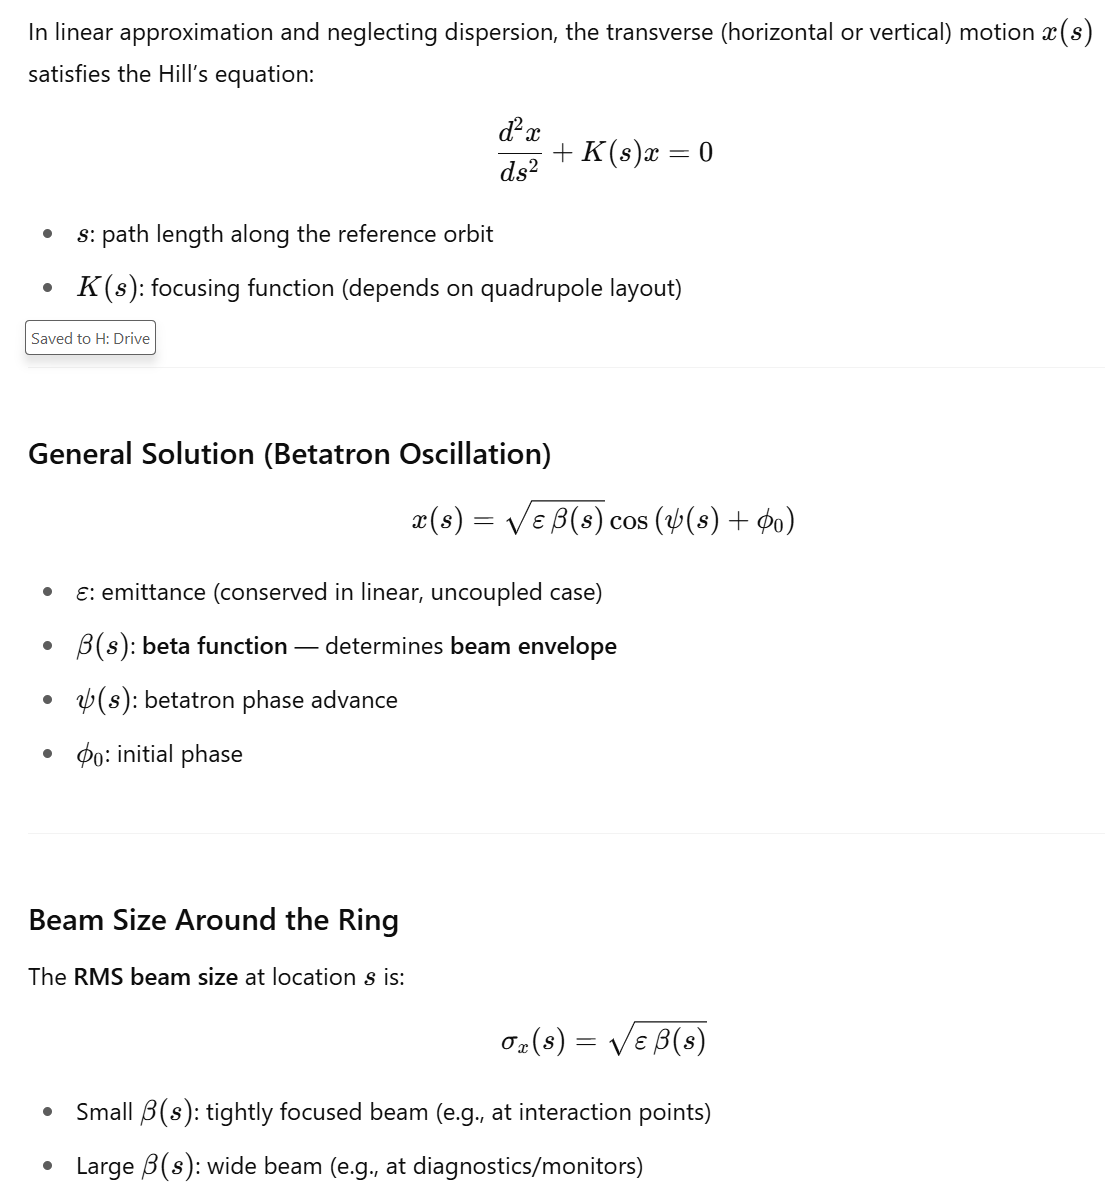 In linear approximation and neglecting dispersion, the transverse (horizontal or vertical) motion x(s)
satisfies the Hill's equation:
d²x/ds² + K(s)x = 0
• s: path length along the reference orbit
• K(s): focusing function (depends on quadrupole layout)
Saved to H: Drive
General Solution (Betatron Oscillation)
x(s) = √(ε β(s)) cos (ψ(s) + ϕ₀)
• ε: emittance (conserved in linear, uncoupled case)
• β(s): beta function — determines beam envelope
• ψ(s): betatron phase advance
• ϕ₀: initial phase
Beam Size Around the Ring
The RMS beam size at location s is:
σₓ(s) = √(ε β(s))
• Small β(s): tightly focused beam (e.g., at interaction points)
• Large β(s): wide beam (e.g., at diagnostics/monitors)